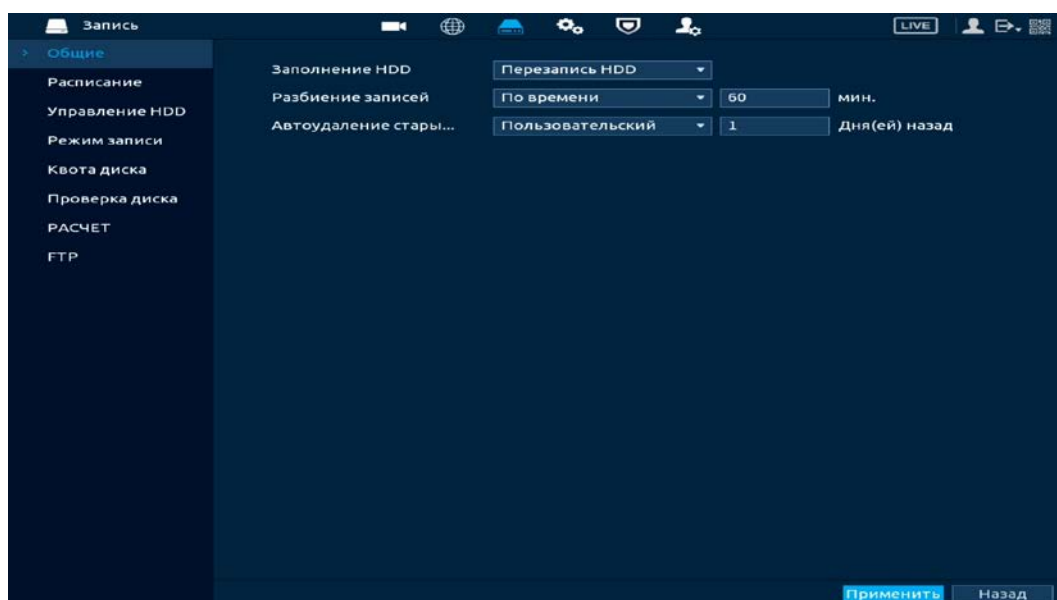 Запись
LIVE
Общие
Расписание
Управление HDD
Режим записи
Квота диска
Проверка диска
РАСЧЕТ
FTP
Заполнение HDD Перезапись HDD
Разбиение записей По времени 60 мин.
Автоудаление стары... Пользовательский 1 Дня(ей) назад
Применить Назад